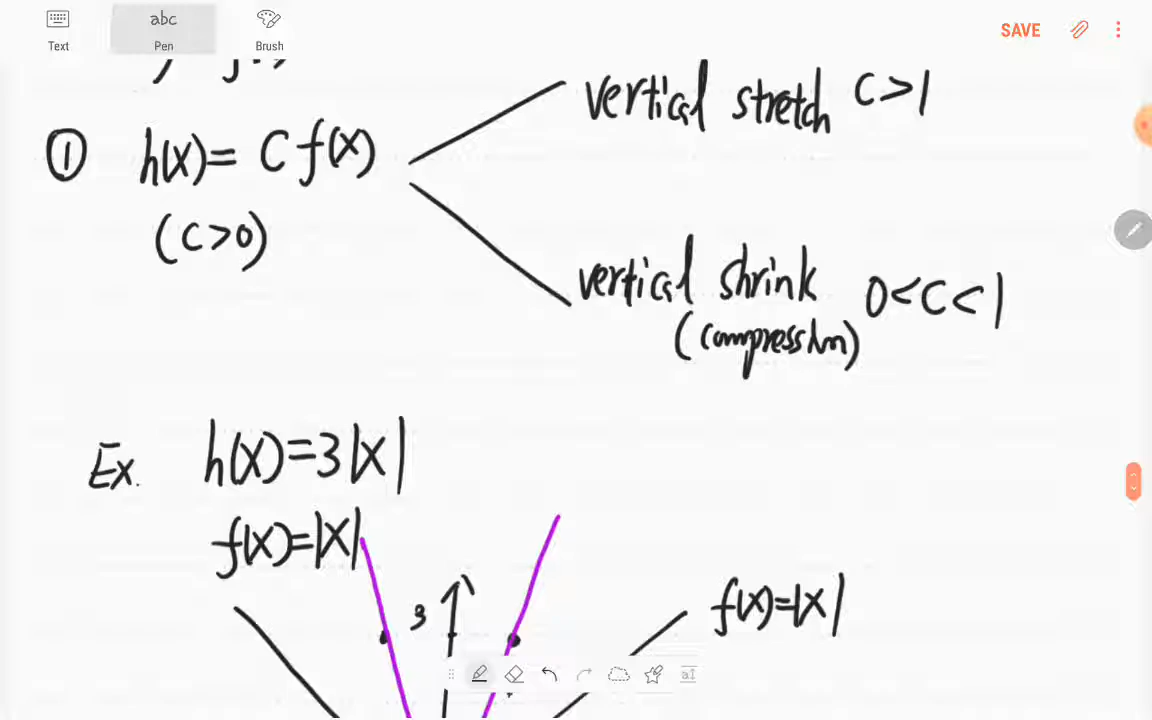 Text
abc
Pen
Brush
SAVE
① h(x) = C f(x)
(C>0)
vertical stretch C>1
vertical shrink 0<C<1
(compression)
Ex. h(x)=3|x|
f(x)=|x|
3
f(x)=|x|